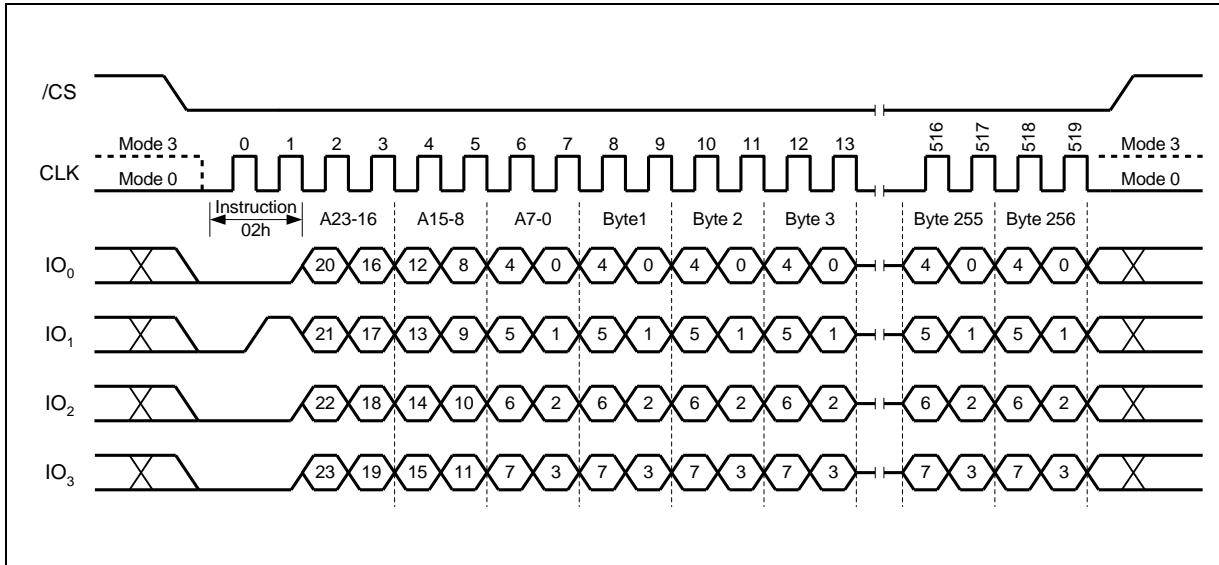 /CS
Mode 3 0 1 2 3 4 5 6 7 8 9 10 11 12 13 516 517 518 519 Mode 3
CLK Mode 0 Mode 0
Instruction
02h
A23-16 A15-8 A7-0 Byte1 Byte 2 Byte 3 Byte 255 Byte 256
IO0 20 16 12 8 4 0 4 0 4 0 4 0 4 0 4 0
IO1 21 17 13 9 5 1 5 1 5 1 5 1 5 1 5 1
IO2 22 18 14 10 6 2 6 2 6 2 6 2 6 2 6 2
IO3 23 19 15 11 7 3 7 3 7 3 7 3 7 3 7 3